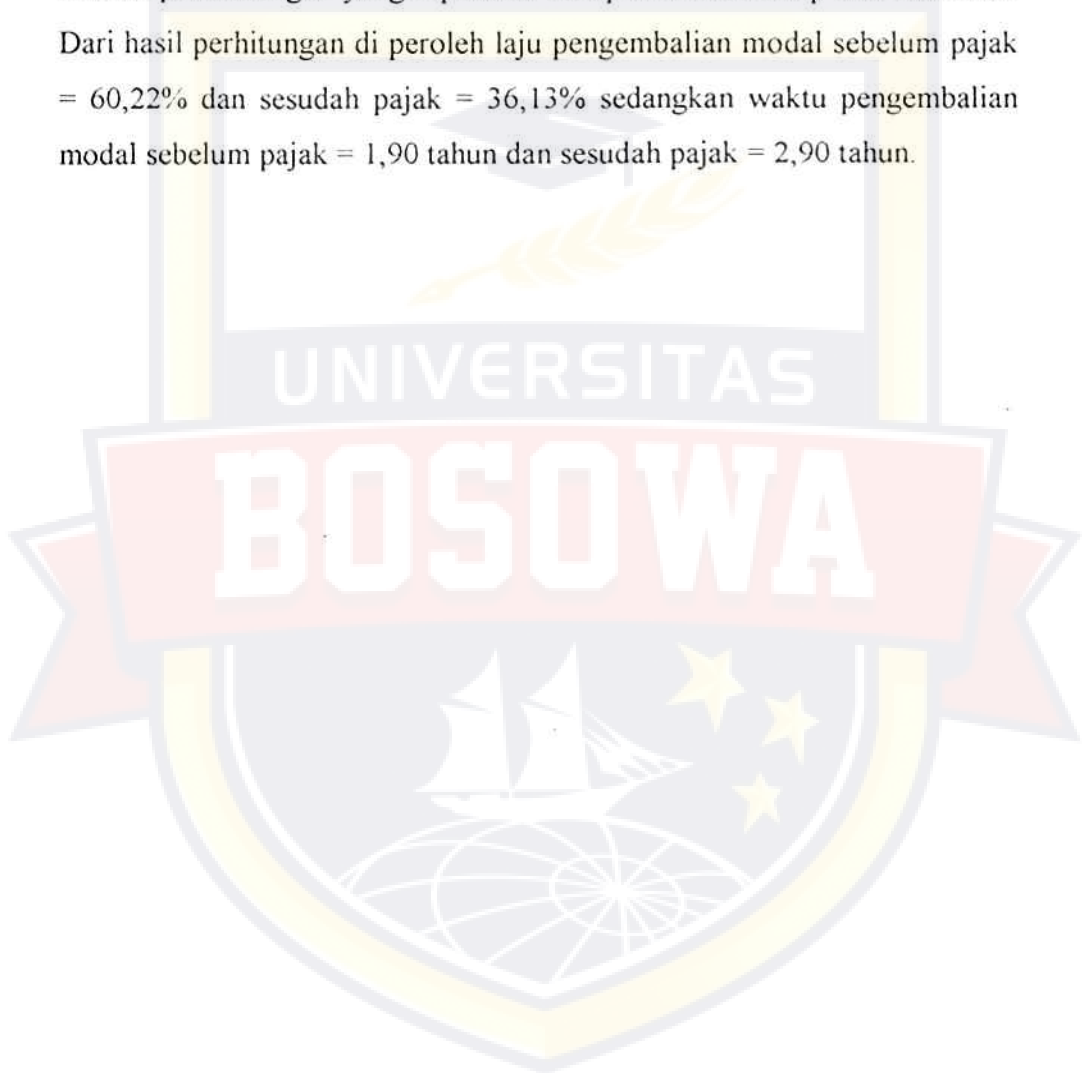 Dari hasil perhitungan di peroleh laju pengembalian modal sebelum pajak
= 60,22% dan sesudah pajak = 36,13% sedangkan waktu pengembalian
modal sebelum pajak = 1,90 tahun dan sesudah pajak = 2,90 tahun.
UNIVERSITAS
BOSOWA